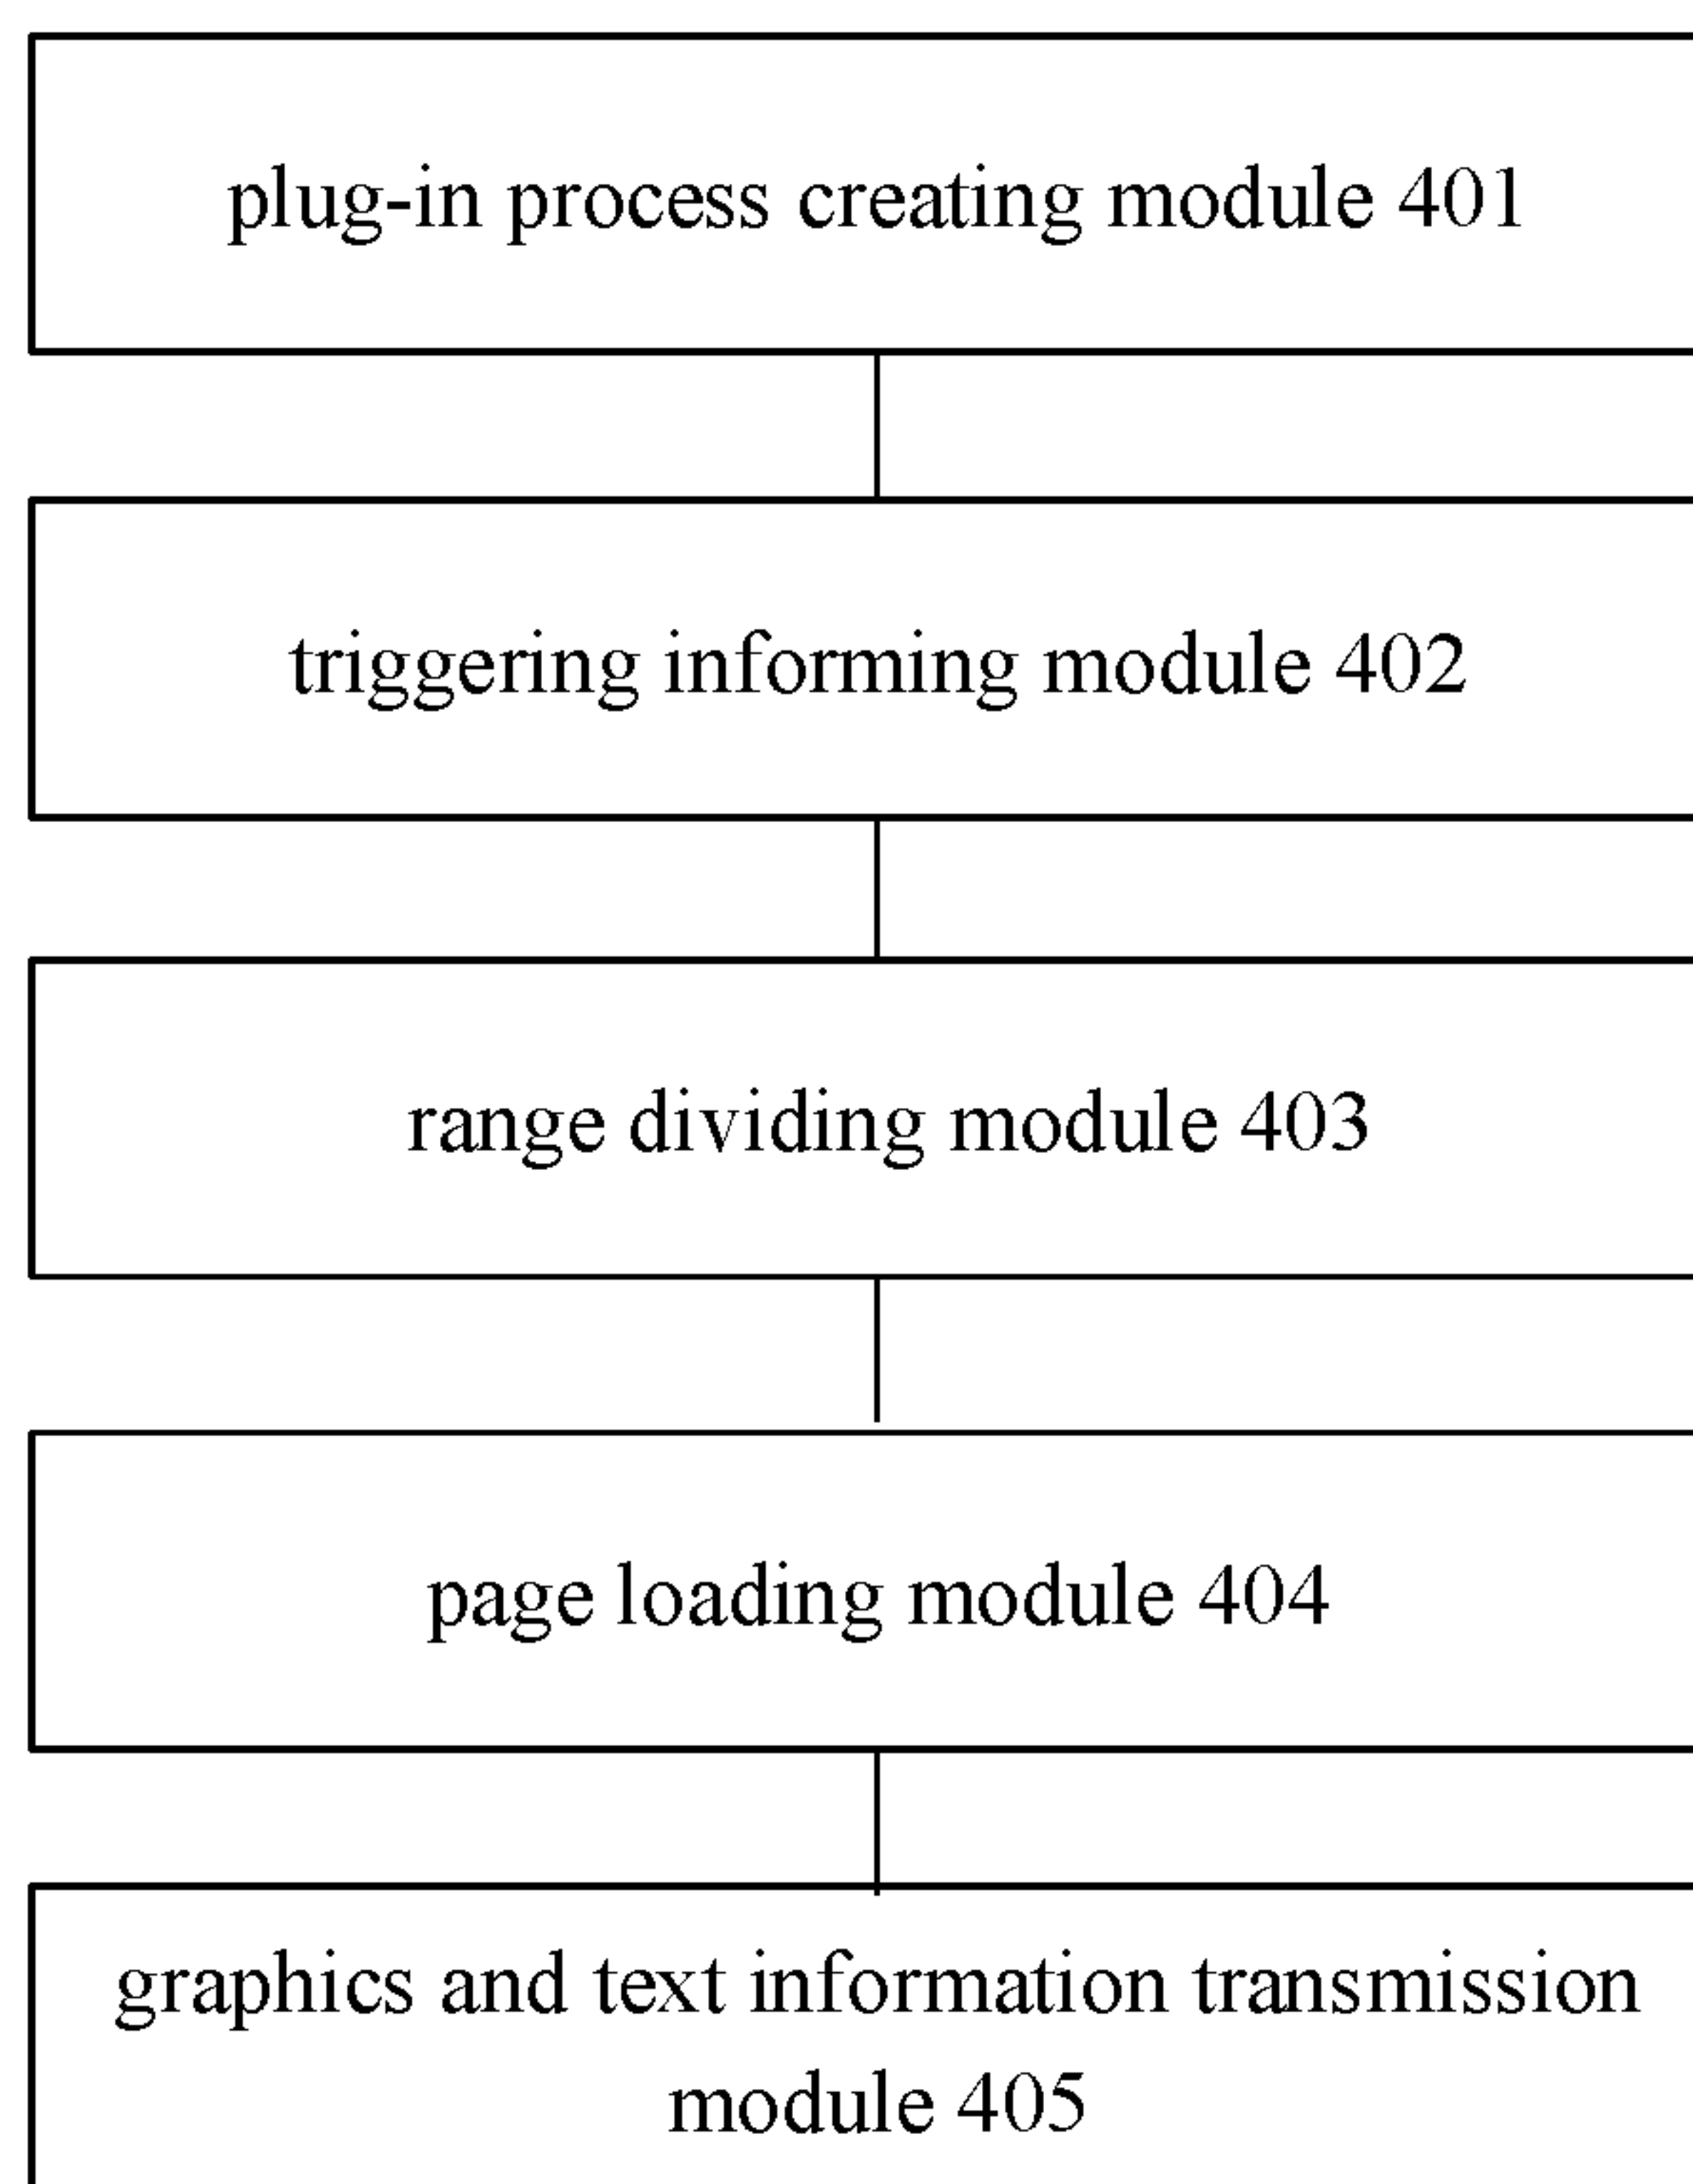 plug-in process creating module 401
triggering informing module 402
range dividing module 403
page loading module 404
graphics and text information transmission
module 405